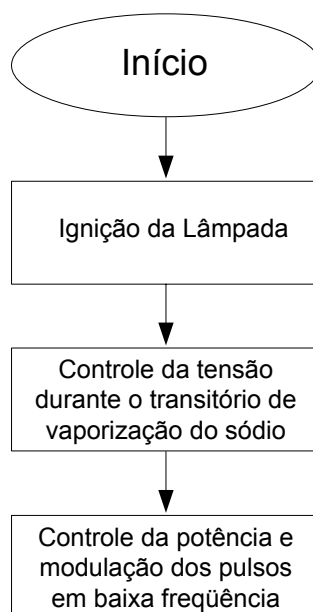 Início
Ignição da Lâmpada
Controle da tensão
durante o transitório de
vaporização do sódio
Controle da potência e
modulação dos pulsos
em baixa freqüência